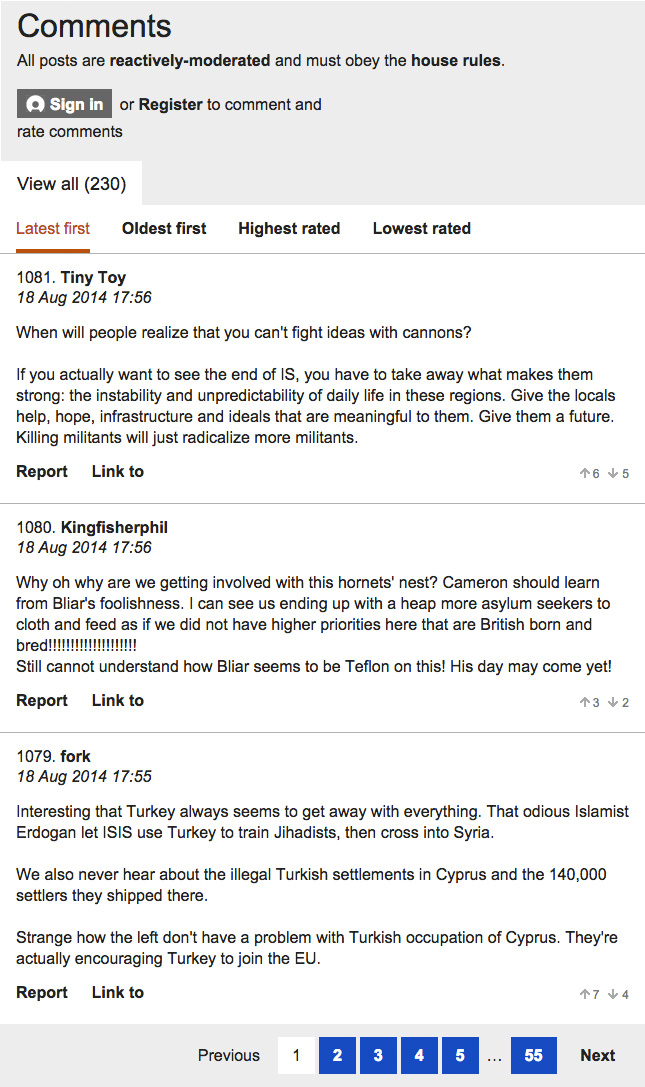 Comments
All posts are reactively-moderated and must obey the house rules.
Sign in or Register to comment and
rate comments
View all (230)
Latest first Oldest first Highest rated Lowest rated
1081. Tiny Toy
18 Aug 2014 17:56
When will people realize that you can't fight ideas with cannons?
If you actually want to see the end of IS, you have to take away what makes them
strong: the instability and unpredictability of daily life in these regions. Give the locals
help, hope, infrastructure and ideals that are meaningful to them. Give them a future.
Killing militants will just radicalize more militants.
Report Link to 6 5
1080. Kingfisherphil
18 Aug 2014 17:56
Why oh why are we getting involved with this hornets' nest? Cameron should learn
from Bliar's foolishness. I can see us ending up with a heap more asylum seekers to
cloth and feed as if we did not have higher priorities here that are British born and
bred!!!!!!!!!!!!!!!!!!!!
Still cannot understand how Bliar seems to be Teflon on this! His day may come yet!
Report Link to 3 2
1079. fork
18 Aug 2014 17:55
Interesting that Turkey always seems to get away with everything. That odious Islamist
Erdogan let ISIS use Turkey to train Jihadists, then cross into Syria.
We also never hear about the illegal Turkish settlements in Cyprus and the 140,000
settlers they shipped there.
Strange how the left don't have a problem with Turkish occupation of Cyprus. They're
actually encouraging Turkey to join the EU.
Report Link to 7 4
Previous 1 2 3 4 5 ... 55 Next